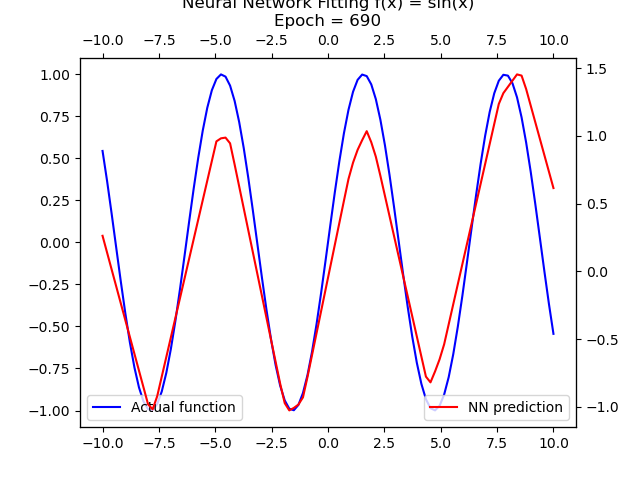 Neural Network Fitting f(x) = sin(x)
Epoch = 690
−10.0 −7.5 −5.0 −2.5 0.0 2.5 5.0 7.5 10.0
1.00
0.75
0.50
0.25
0.00
−0.25
−0.50
−0.75
−1.00
1.5
1.0
0.5
0.0
−0.5
−1.0
Actual function
NN prediction
−10.0 −7.5 −5.0 −2.5 0.0 2.5 5.0 7.5 10.0